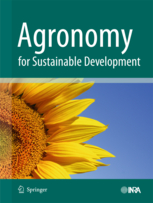 Agronomy
for Sustainable Development
Springer
INRA